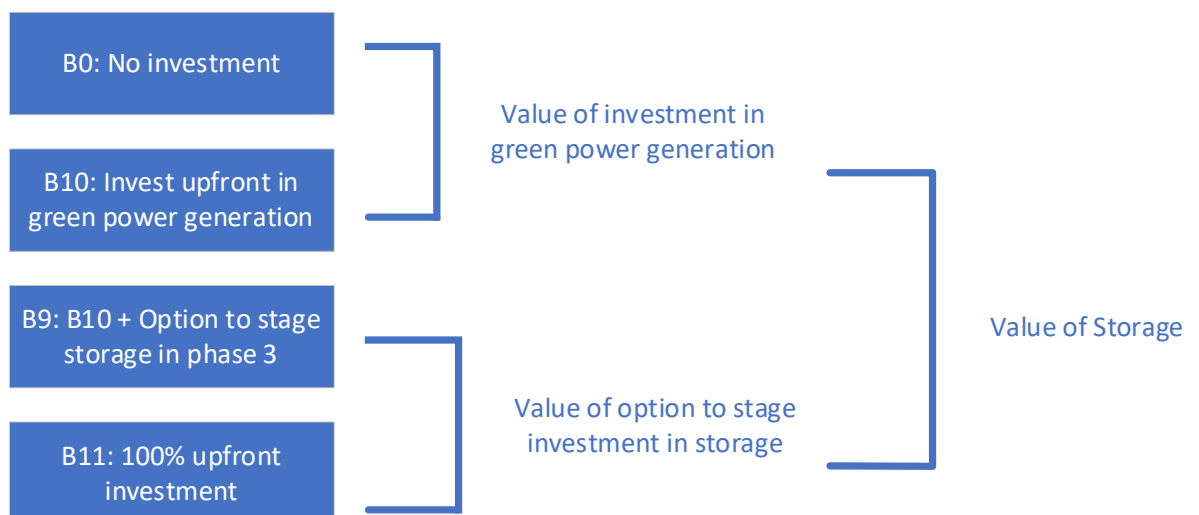 B0: No investment
Value of investment in
green power generation
B10: Invest upfront in
green power generation
B9: B10 + Option to stage
storage in phase 3
Value of Storage
Value of option to stage
investment in storage
B11: 100% upfront
investment